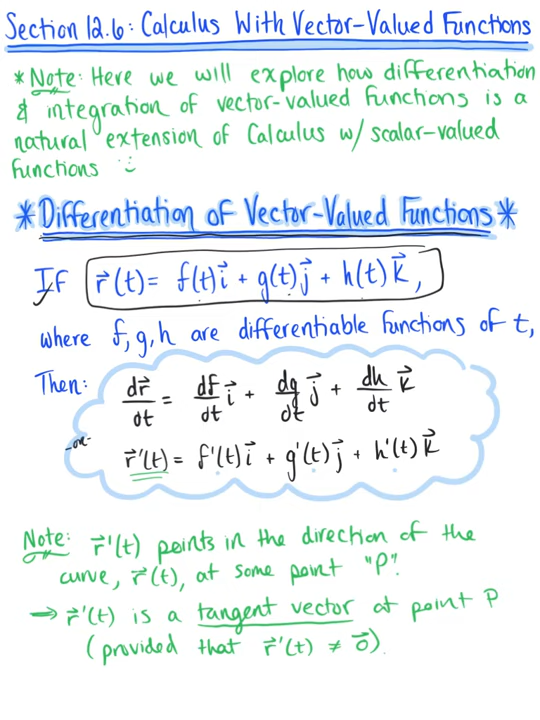 Section 12.6: Calculus With Vector-Valued Functions
*Note: Here we will explore how differentiation
& integration of vector-valued functions is a
natural extension of Calculus w/ scalar-valued
functions
*Differentiation of Vector-Valued Functions*
If r⃗(t) = f(t)i⃗ + g(t)j⃗ + h(t)k⃗,
where f, g, h are differentiable functions of t,
Then: dr⃗/dt = df/dt i⃗ + dg/dt j⃗ + dh/dt k⃗
-or-
r⃗'(t) = f'(t)i⃗ + g'(t)j⃗ + h'(t)k⃗
Note: r⃗'(t) points in the direction of the
curve, r⃗(t), at some point "P".
→ r⃗'(t) is a tangent vector at point P
(provided that r⃗'(t) ≠ 0⃗).